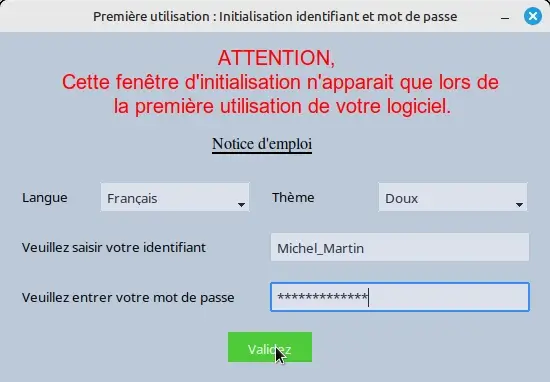 Première utilisation : Initialisation identifiant et mot de passe
ATTENTION,
Cette fenêtre d'initialisation n'apparait que lors de
la première utilisation de votre logiciel.
Notice d'emploi
Langue Français Thème Doux
Veuillez saisir votre identifiant Michel_Martin
Veuillez entrer votre mot de passe *************
Validez